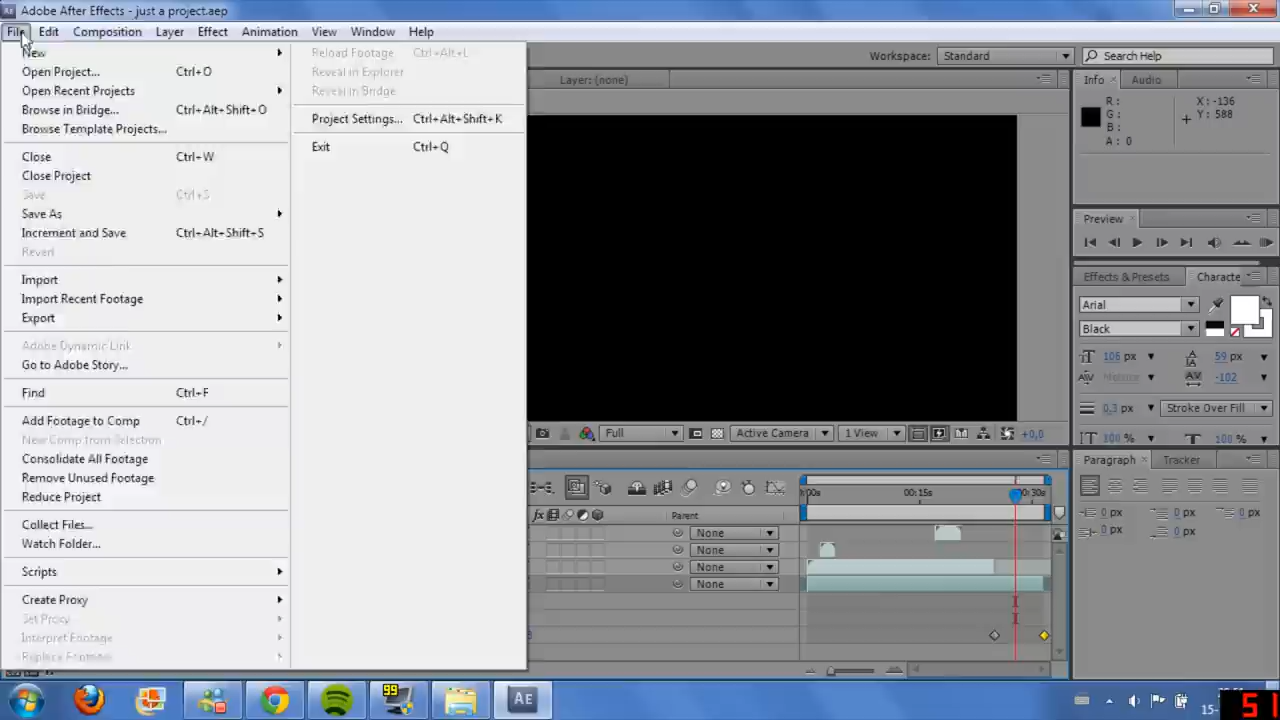 Adobe After Effects - just a project.aep
File Edit Composition Layer Effect Animation View Window Help
New
Open Project... Ctrl+O
Open Recent Projects
Browse in Bridge... Ctrl+Alt+Shift+O
Browse Template Projects...
Close Ctrl+W
Close Project
Save Ctrl+S
Save As
Increment and Save Ctrl+Alt+Shift+S
Revert
Import
Import Recent Footage
Export
Adobe Dynamic Link
Go to Adobe Story...
Find Ctrl+F
Add Footage to Comp Ctrl+/
New Comp from Selection
Consolidate All Footage
Remove Unused Footage
Reduce Project
Collect Files...
Watch Folder...
Scripts
Create Proxy
Set Proxy
Interpret Footage
Replace Footage
Reload Footage Ctrl+Alt+L
Reveal in Explorer
Reveal in Bridge
Project Settings... Ctrl+Alt+Shift+K
Exit Ctrl+Q
Workspace: Standard
Search Help
Layer: (none)
Info Audio
R: X: -136
G: Y: 588
B:
A: 0
Preview
Effects & Presets Characte
Arial
Black
106 px 59 px
Metrics -102
0,3 px Stroke Over Fill
100 % 100 %
Full Active Camera 1 View +0,0
Paragraph Tracker
0 px 0 px 0 px
0 px 0 px
00:15s 00:30s
fx Parent
None
None
None
None
99
AE
15-
51